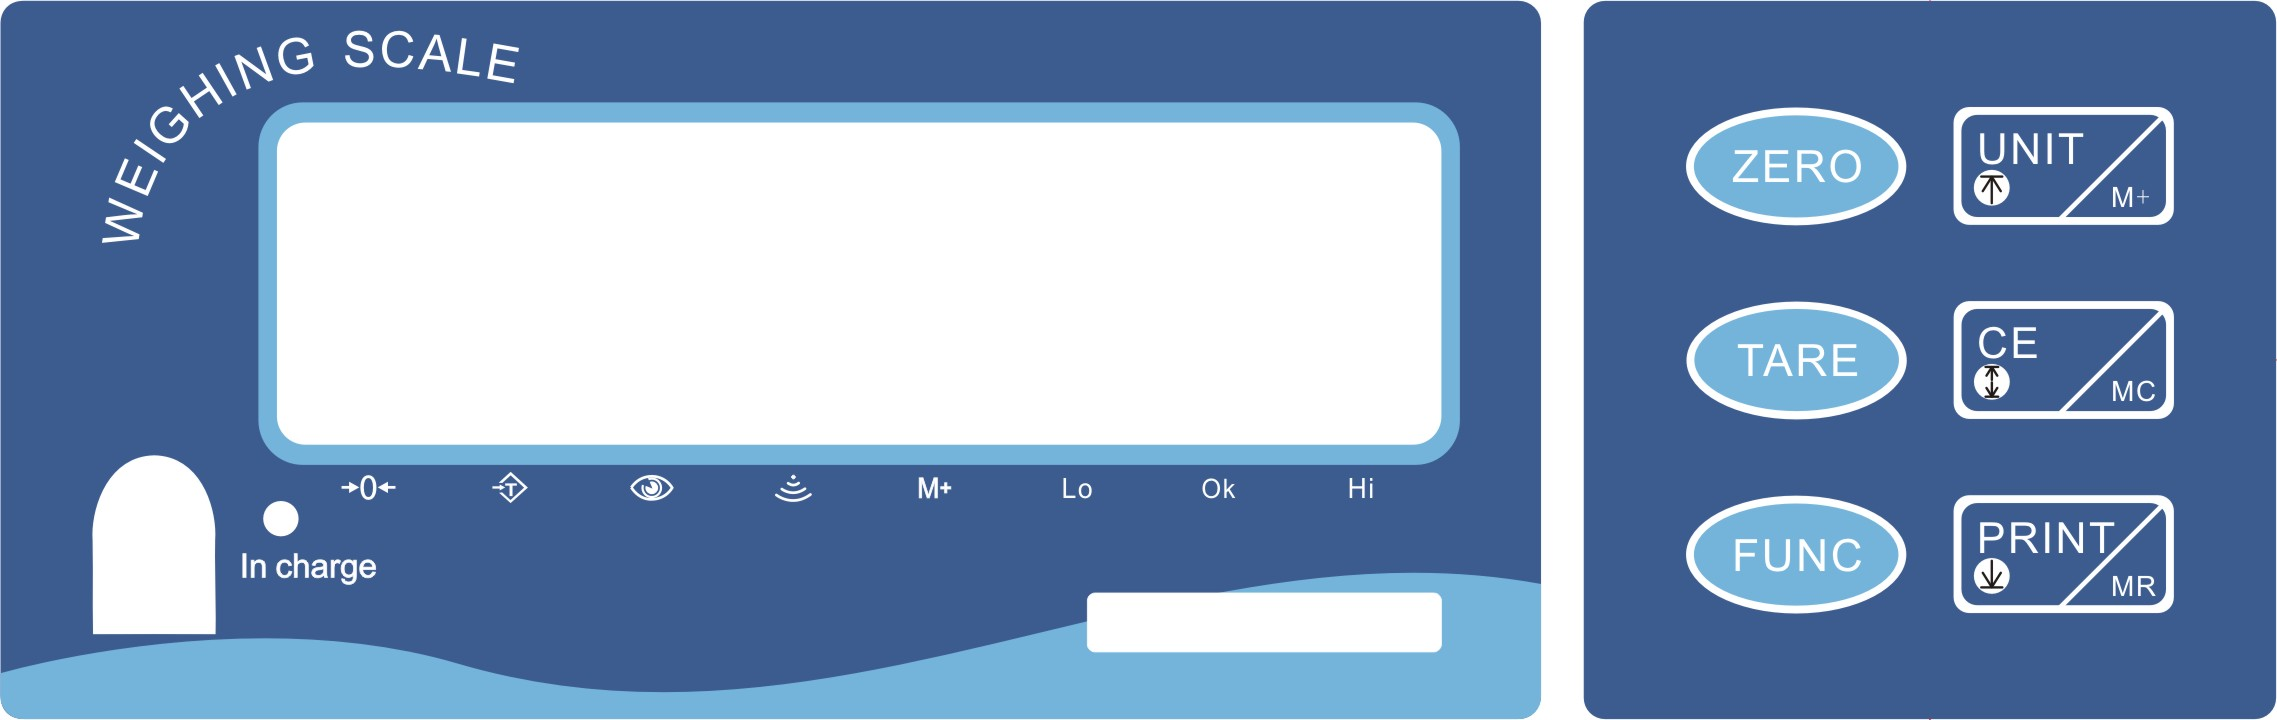 WEIGHING SCALE
→0← T M+ Lo Ok Hi
In charge
ZERO
UNIT
M+
TARE
CE
MC
FUNC
PRINT
MR